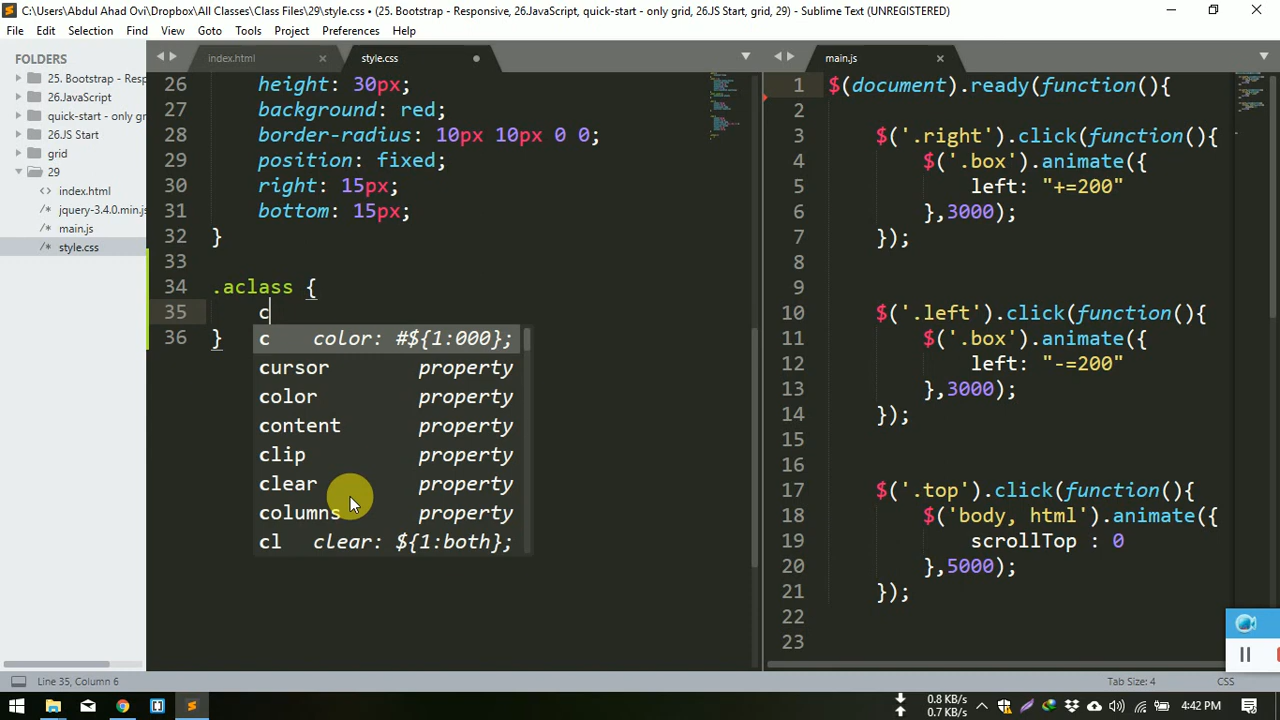 C:\Users\Abdul Ahad Ovi\Dropbox\All Classes\Class Files\29\style.css • (25. Bootstrap - Responsive, 26.JavaScript, quick-start - only grid, 26.JS Start, grid, 29) - Sublime Text (UNREGISTERED)
File Edit Selection Find View Goto Tools Project Preferences Help
FOLDERS
25. Bootstrap - Resp
26.JavaScript
quick-start - only gri
26.JS Start
grid
29
index.html
jquery-3.4.0.min.js
main.js
style.css
index.html
style.css
26 height: 30px;
27 background: red;
28 border-radius: 10px 10px 0 0;
29 position: fixed;
30 right: 15px;
31 bottom: 15px;
32 }
33
34 .aclass {
35 c
36 }
c color: #${1:000};
cursor property
color property
content property
clip property
clear property
columns property
cl clear: ${1:both};
main.js
1 $(document).ready(function(){
2
3 $('.right').click(function(){
4 $('.box').animate({
5 left: "+=200"
6 },3000);
7 });
8
9
10 $('.left').click(function(){
11 $('.box').animate({
12 left: "-=200"
13 },3000);
14 });
15
16
17 $('.top').click(function(){
18 $('body, html').animate({
19 scrollTop : 0
20 },5000);
21 });
22
23
Line 35, Column 6
Tab Size: 4
CSS
0.8 KB/s
0.7 KB/s
4:42 PM